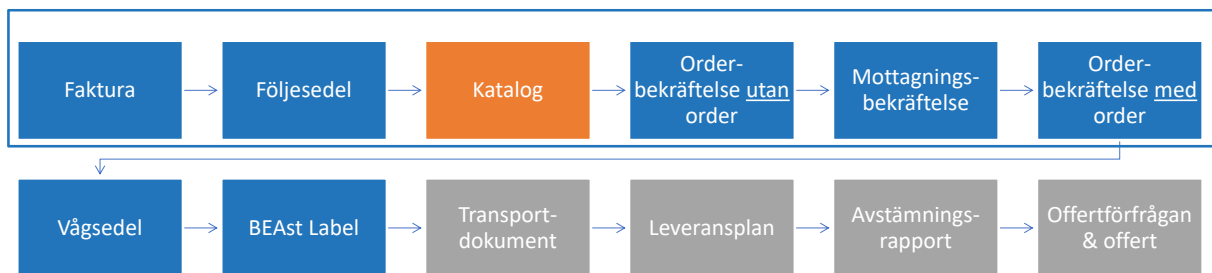 Faktura
Följesedel
Katalog
Order-
bekräftelse utan
order
Mottagnings-
bekräftelse
Order-
bekräftelse med
order
Vågsedel
BEAst Label
Transport-
dokument
Leveransplan
Avstämnings-
rapport
Offertförfrågan
& offert